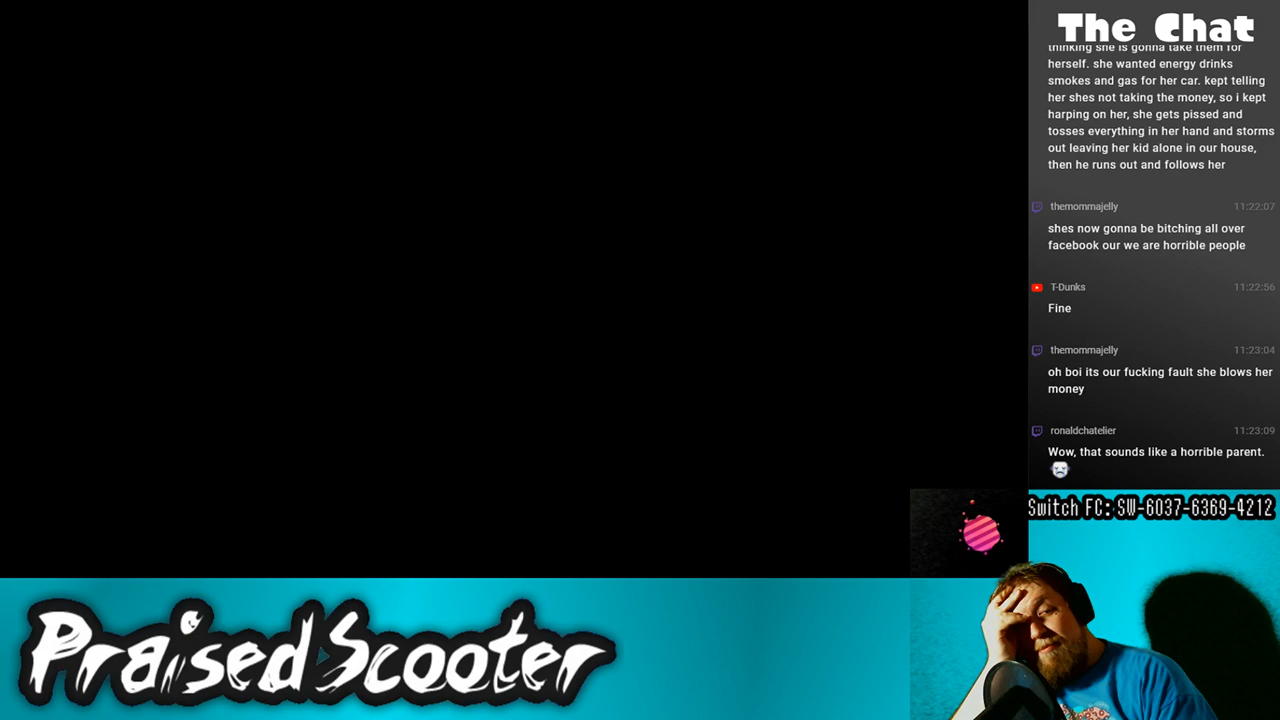 The Chat
thinking she is gonna take them for
herself. she wanted energy drinks
smokes and gas for her car. kept telling
her shes not taking the money, so i kept
harping on her, she gets pissed and
tosses everything in her hand and storms
out leaving her kid alone in our house,
then he runs out and follows her
themommajelly 11:22:07
shes now gonna be bitching all over
facebook our we are horrible people
T-Dunks 11:22:56
Fine
themommajelly 11:23:04
oh boi its our fucking fault she blows her
money
ronaldchatelier 11:23:09
Wow, that sounds like a horrible parent.
Switch FC: SW-6037-6369-4212
PraisedScooter